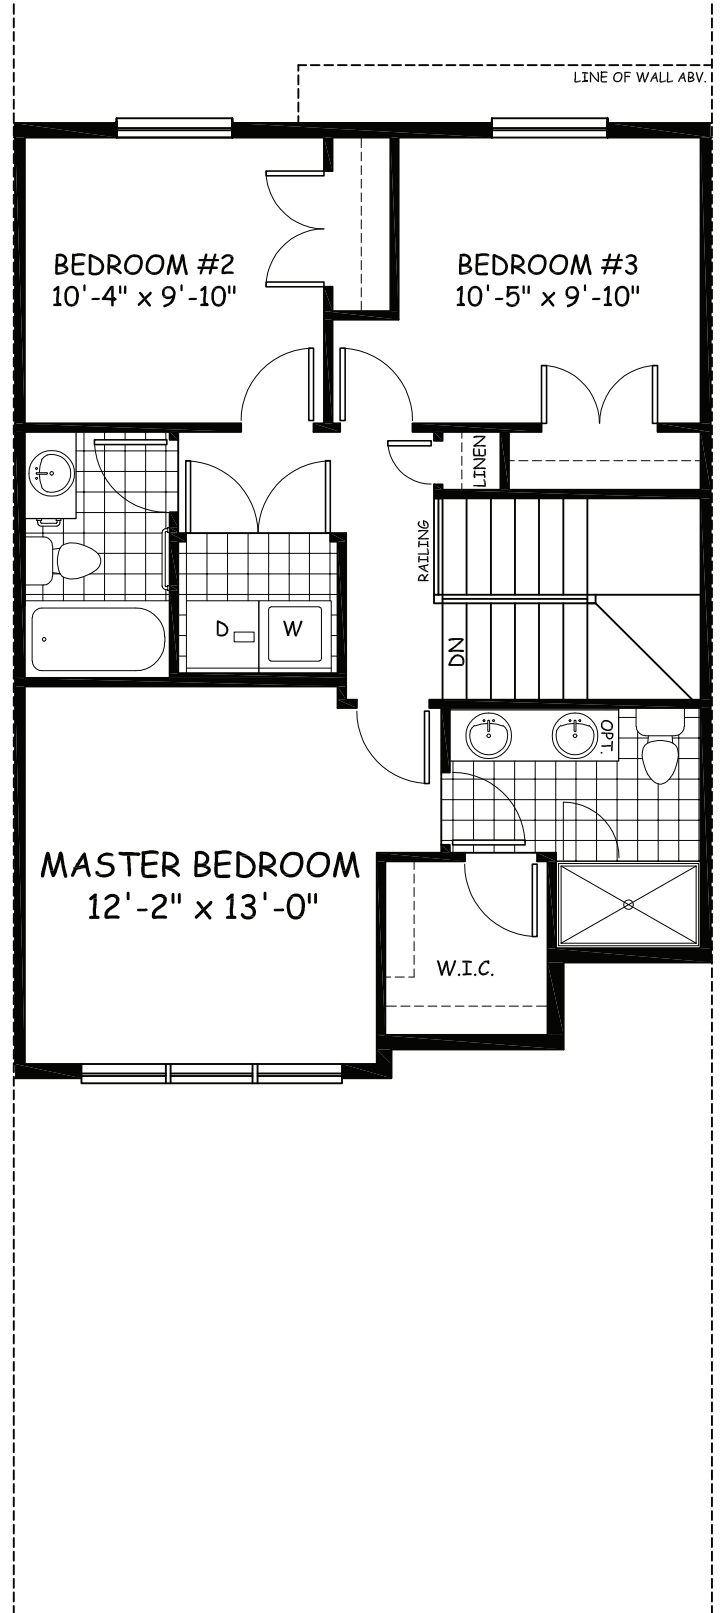 LINE OF WALL ABV.
BEDROOM #2
10'-4" x 9'-10"
BEDROOM #3
10'-5" x 9'-10"
LINEN
RAILING
D
W
DN
OPT.
MASTER BEDROOM
12'-2" x 13'-0"
W.I.C.